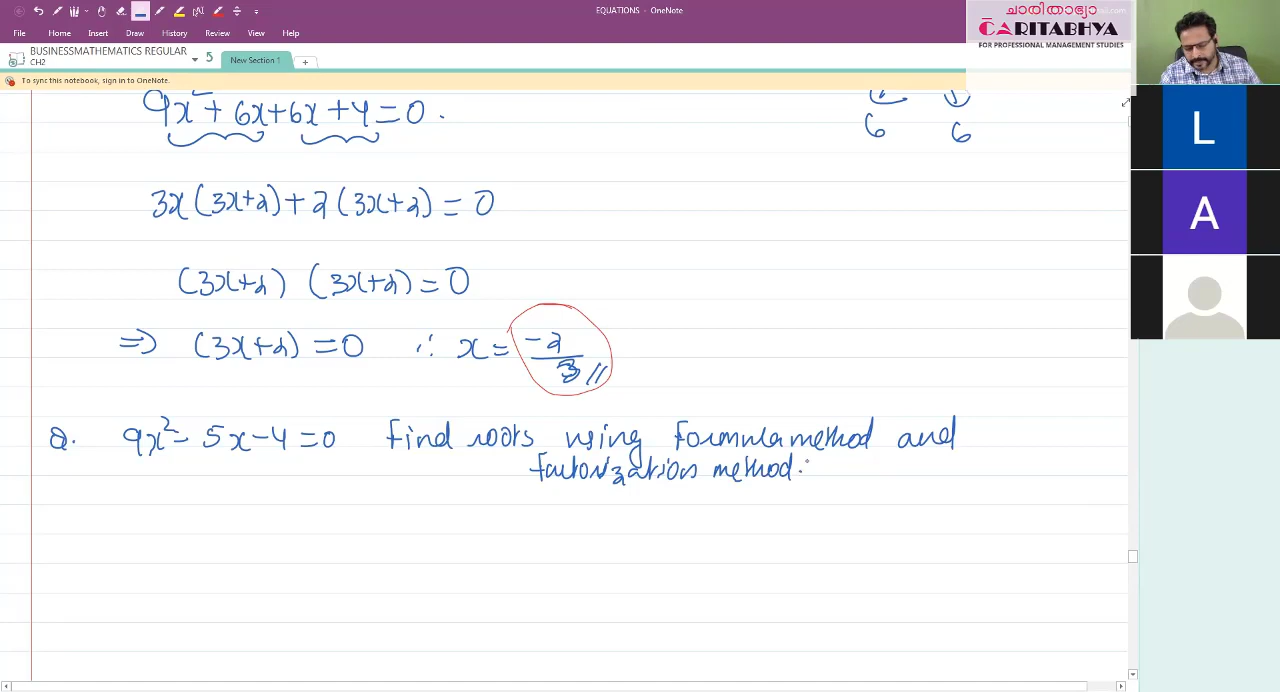 EQUATIONS - OneNote
File Home Insert Draw History Review View Help
BUSINESSMATHEMATICS REGULAR
CH2
New Section 1
To sync this notebook, sign in to OneNote.
ചാരിതാഭ്യാ
CARITABHYA
FOR PROFESSIONAL MANAGEMENT STUDIES
9x² + 6x + 6x + 4 = 0.
6 6
3x (3x+2) + 2 (3x+2) = 0
(3x+2) (3x+2) = 0
⇒ (3x+2) = 0 ∴ x = -2/3 //
Q. 9x² - 5x - 4 = 0 Find roots using formula method and
factorization method.
L
A